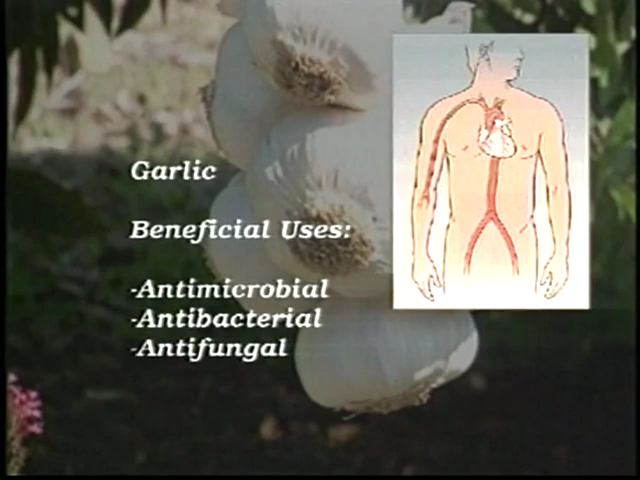 Garlic
Beneficial Uses:
-Antimicrobial
-Antibacterial
-Antifungal